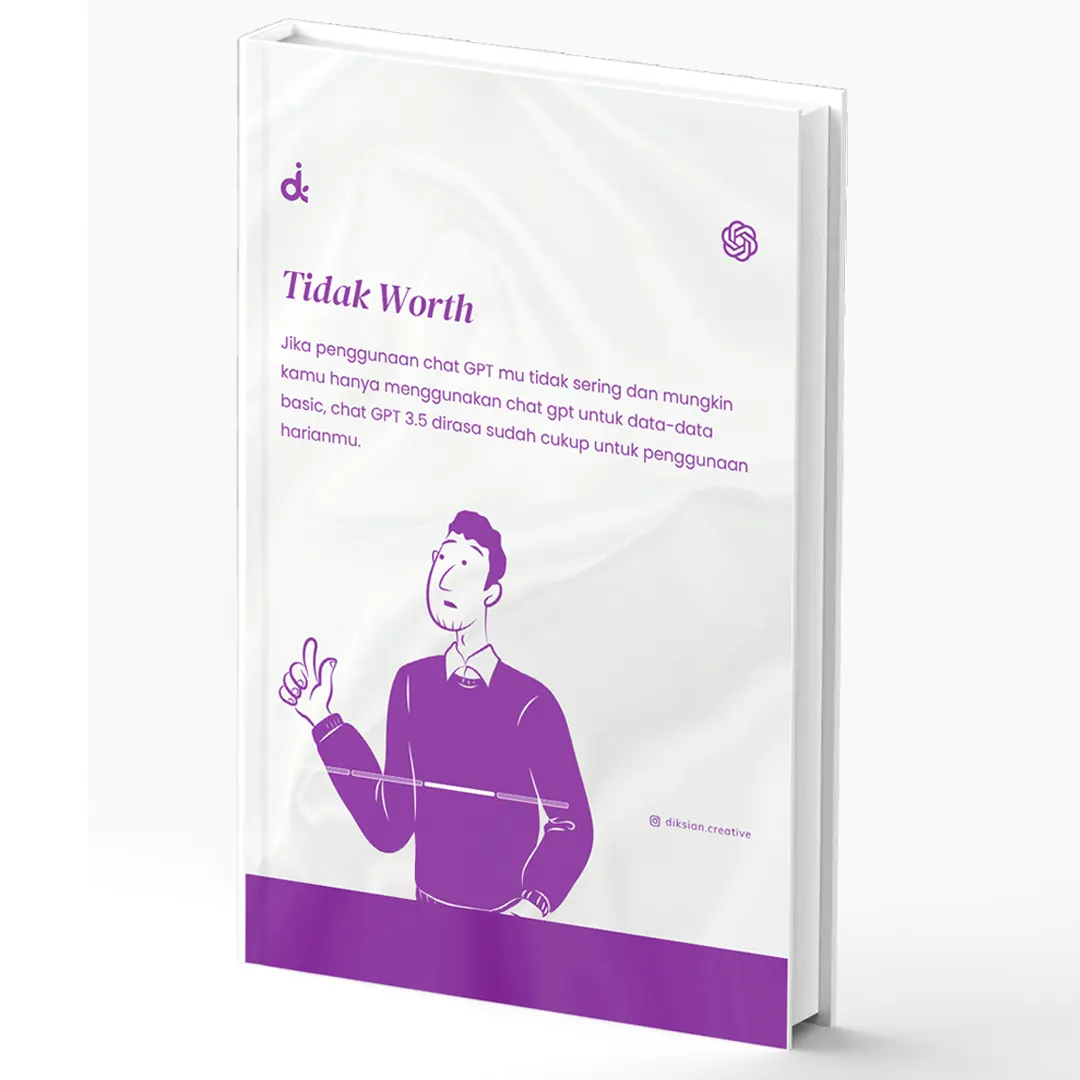 Tidak Worth
Jika penggunaan chat GPT mu tidak sering dan mungkin
kamu hanya menggunakan chat gpt untuk data-data
basic, chat GPT 3.5 dirasa sudah cukup untuk penggunaan
harianmu.
diksian.creative